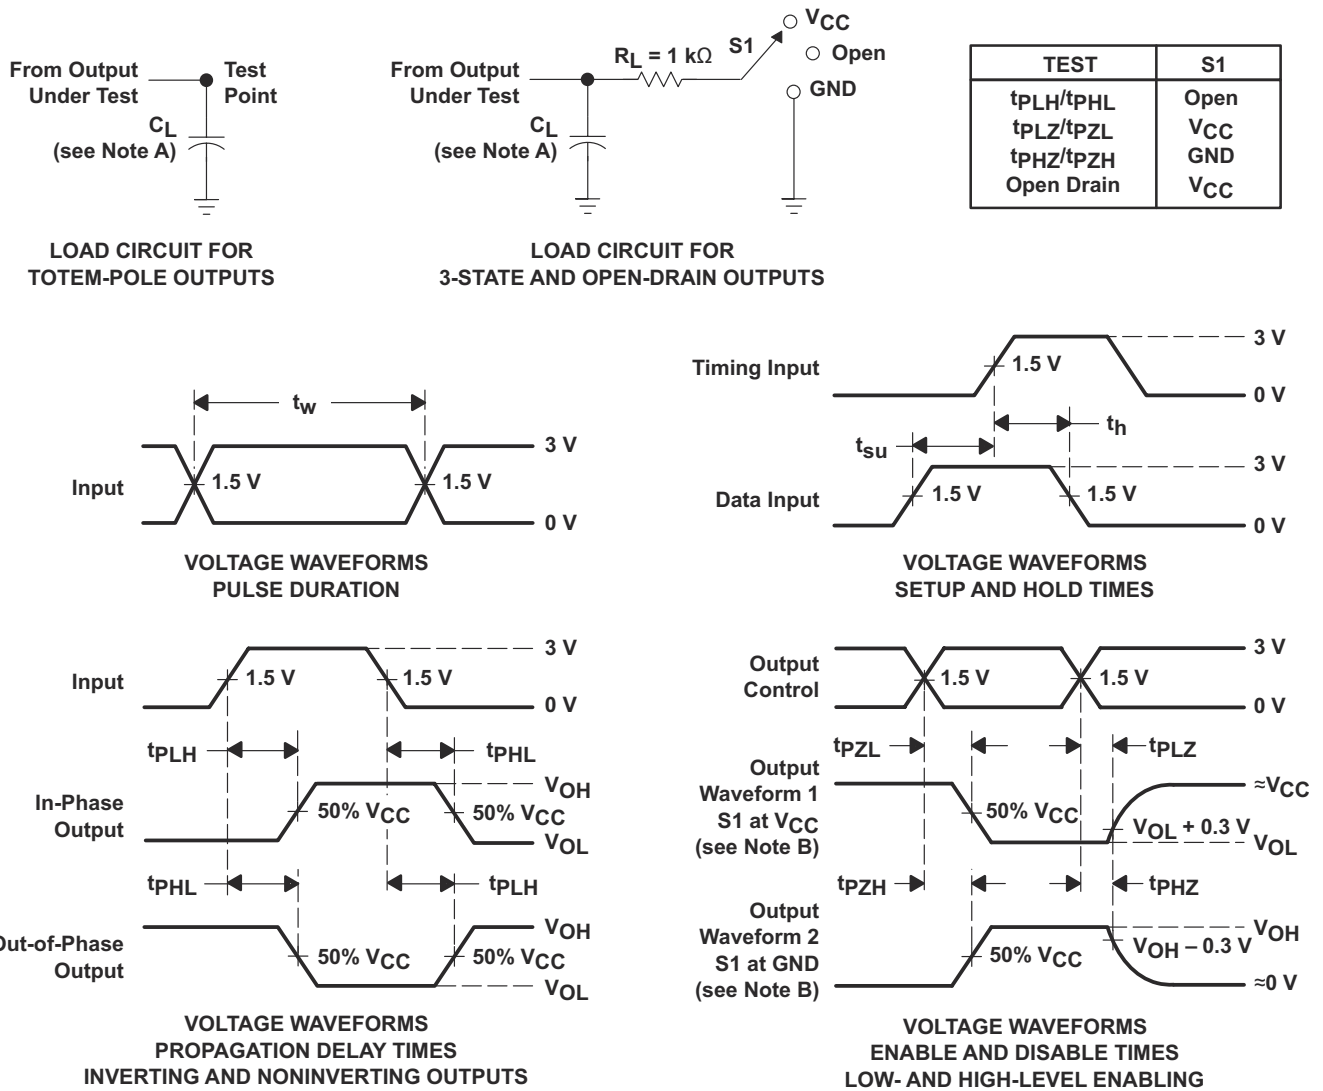 From Output
Under Test
Test
Point
CL
(see Note A)
LOAD CIRCUIT FOR
TOTEM-POLE OUTPUTS
From Output
Under Test
RL = 1 kΩ
S1
VCC
Open
GND
CL
(see Note A)
LOAD CIRCUIT FOR
3-STATE AND OPEN-DRAIN OUTPUTS
TEST S1
tPLH/tPHL Open
tPLZ/tPZL VCC
tPHZ/tPZH GND
Open Drain VCC
tw
Input
1.5 V
1.5 V
3 V
0 V
VOLTAGE WAVEFORMS
PULSE DURATION
Timing Input
1.5 V
3 V
0 V
tsu
th
Data Input
1.5 V
1.5 V
3 V
0 V
VOLTAGE WAVEFORMS
SETUP AND HOLD TIMES
Input
1.5 V
1.5 V
3 V
0 V
tPLH
tPHL
In-Phase
Output
50% VCC
50% VCC
VOH
VOL
tPHL
tPLH
Out-of-Phase
Output
50% VCC
50% VCC
VOH
VOL
VOLTAGE WAVEFORMS
PROPAGATION DELAY TIMES
INVERTING AND NONINVERTING OUTPUTS
Output
Control
1.5 V
1.5 V
3 V
0 V
tPZL
tPLZ
Output
Waveform 1
S1 at VCC
(see Note B)
50% VCC
VOL + 0.3 V
≈VCC
VOL
tPZH
tPHZ
Output
Waveform 2
S1 at GND
(see Note B)
50% VCC
VOH – 0.3 V
VOH
≈0 V
VOLTAGE WAVEFORMS
ENABLE AND DISABLE TIMES
LOW- AND HIGH-LEVEL ENABLING